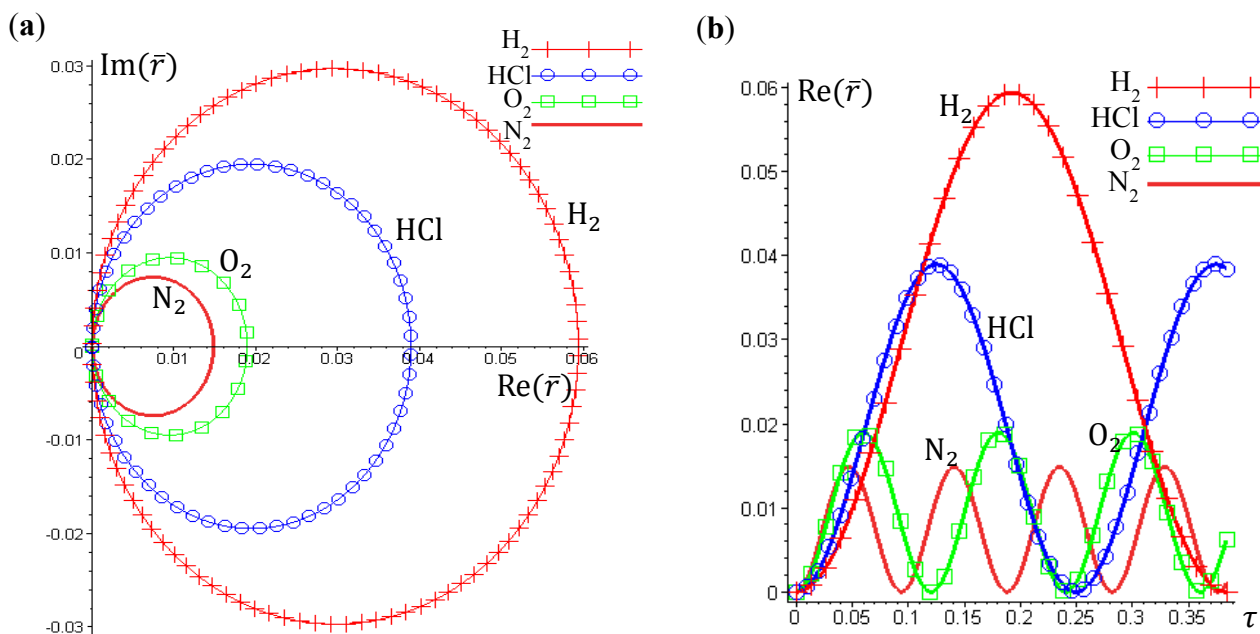 (a)
Im(r̄)
H₂
HCl
O₂
N₂
0.03
0.02
0.01
0
-0.01
-0.02
-0.03
0.01 0.02 0.03 0.04 0.05 0.06
Re(r̄)
H₂
HCl
O₂
N₂
(b)
Re(r̄)
H₂
HCl
O₂
N₂
0.06
0.05
0.04
0.03
0.02
0.01
0
0 0.05 0.1 0.15 0.2 0.25 0.3 0.35 τ
H₂
HCl
N₂
O₂